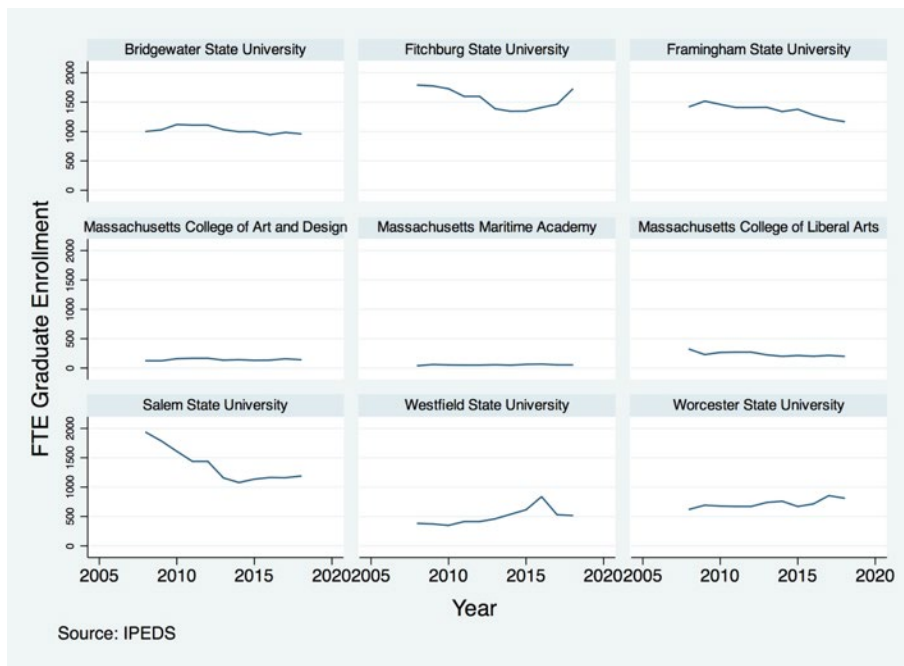 Bridgewater State University
Fitchburg State University
Framingham State University
0 500 1000 1500 2000
Massachusetts College of Art and Design
Massachusetts Maritime Academy
Massachusetts College of Liberal Arts
0 500 1000 1500 2000
FTE Graduate Enrollment
Salem State University
Westfield State University
Worcester State University
0 500 1000 1500 2000
2005 2010 2015 2020
2005 2010 2015 2020
2005 2010 2015 2020
Year
Source: IPEDS